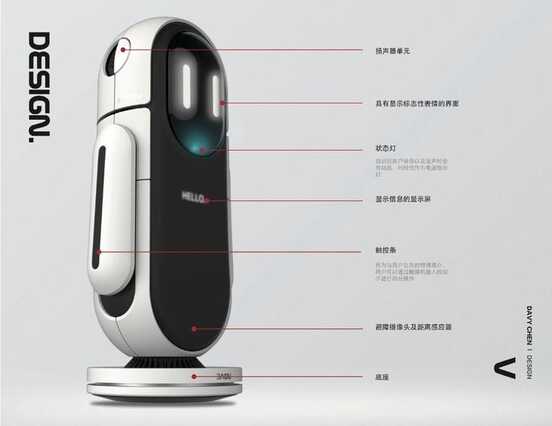 DESIGN.
扬声器单元
具有显示标志性表情的界面
状态灯
HELLO
显示信息的显示屏
触控条
避障摄像头及距离感应器
底座
DAVY CHEN | DESIGN
V